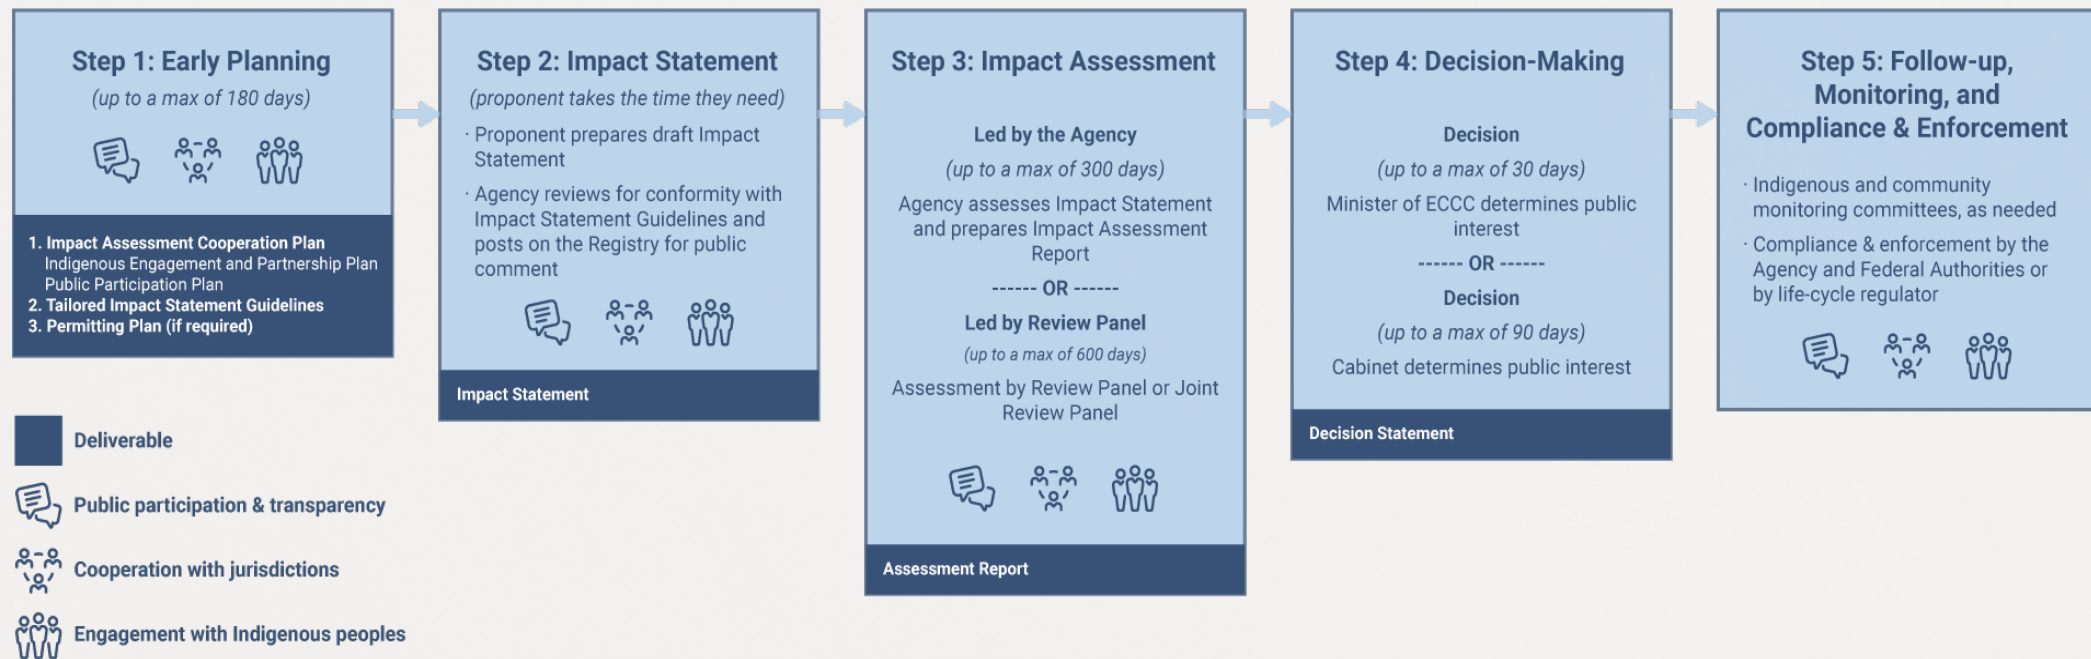 Step 1: Early Planning
(up to a max of 180 days)
1. Impact Assessment Cooperation Plan
Indigenous Engagement and Partnership Plan
Public Participation Plan
2. Tailored Impact Statement Guidelines
3. Permitting Plan (if required)
Step 2: Impact Statement
(proponent takes the time they need)
· Proponent prepares draft Impact
Statement
· Agency reviews for conformity with
Impact Statement Guidelines and
posts on the Registry for public
comment
Impact Statement
Step 3: Impact Assessment
Led by the Agency
(up to a max of 300 days)
Agency assesses Impact Statement
and prepares Impact Assessment
Report
------ OR ------
Led by Review Panel
(up to a max of 600 days)
Assessment by Review Panel or Joint
Review Panel
Assessment Report
Step 4: Decision-Making
Decision
(up to a max of 30 days)
Minister of ECCC determines public
interest
------ OR ------
Decision
(up to a max of 90 days)
Cabinet determines public interest
Decision Statement
Step 5: Follow-up,
Monitoring, and
Compliance & Enforcement
· Indigenous and community
monitoring committees, as needed
· Compliance & enforcement by the
Agency and Federal Authorities or
by life-cycle regulator
Deliverable
Public participation & transparency
Cooperation with jurisdictions
Engagement with Indigenous peoples